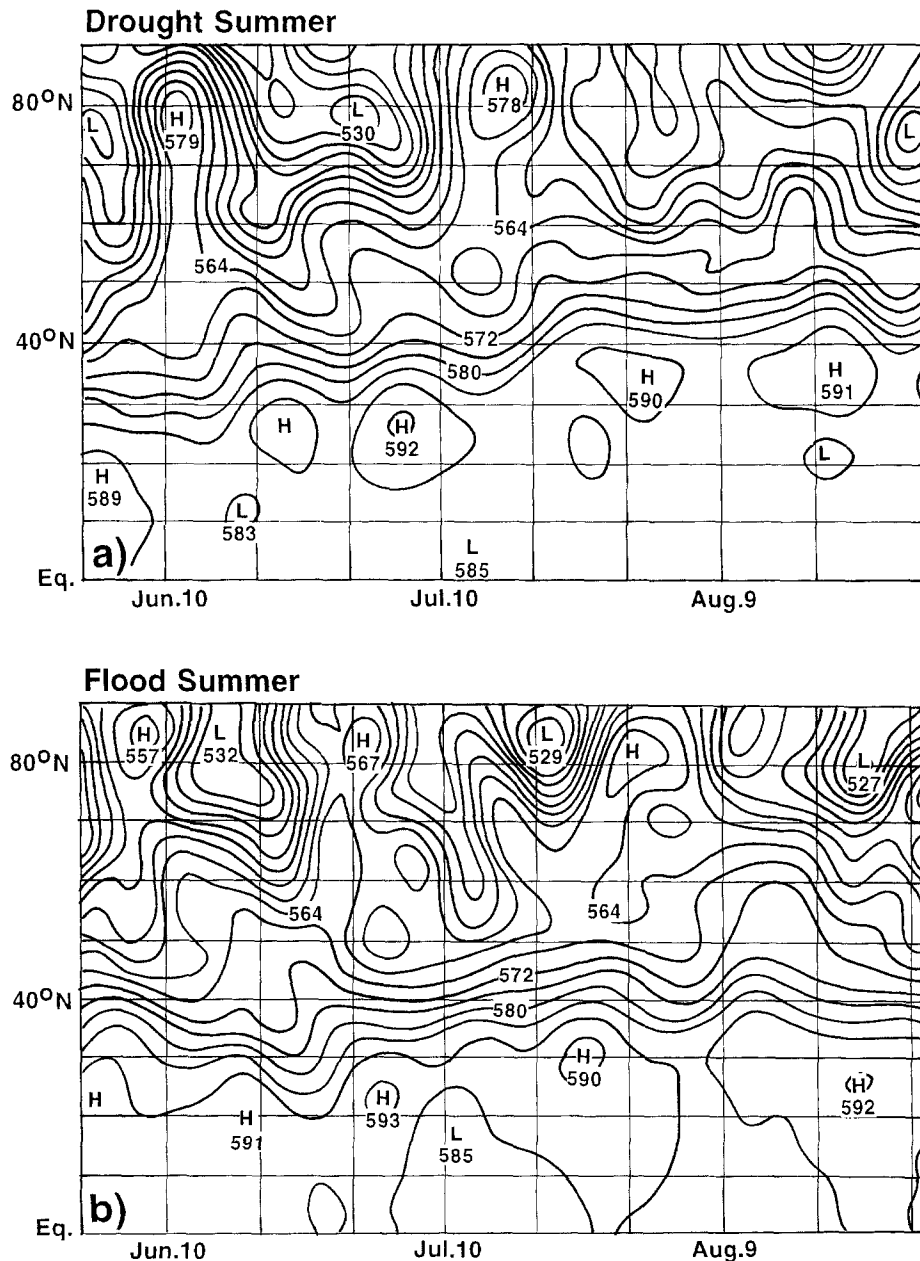 Drought Summer
80°N
L
H
579
L
530
H
578
L
564
564
572
580
40°N
H
590
H
591
H
H
592
L
H
589
L
583
a)
L
585
Eq.
Jun.10
Jul.10
Aug.9
Flood Summer
H
557
L
532
H
567
L
529
H
L
527
80°N
564
564
572
580
40°N
H
590
H
592
H
H
593
H
591
L
585
b)
Eq.
Jun.10
Jul.10
Aug.9